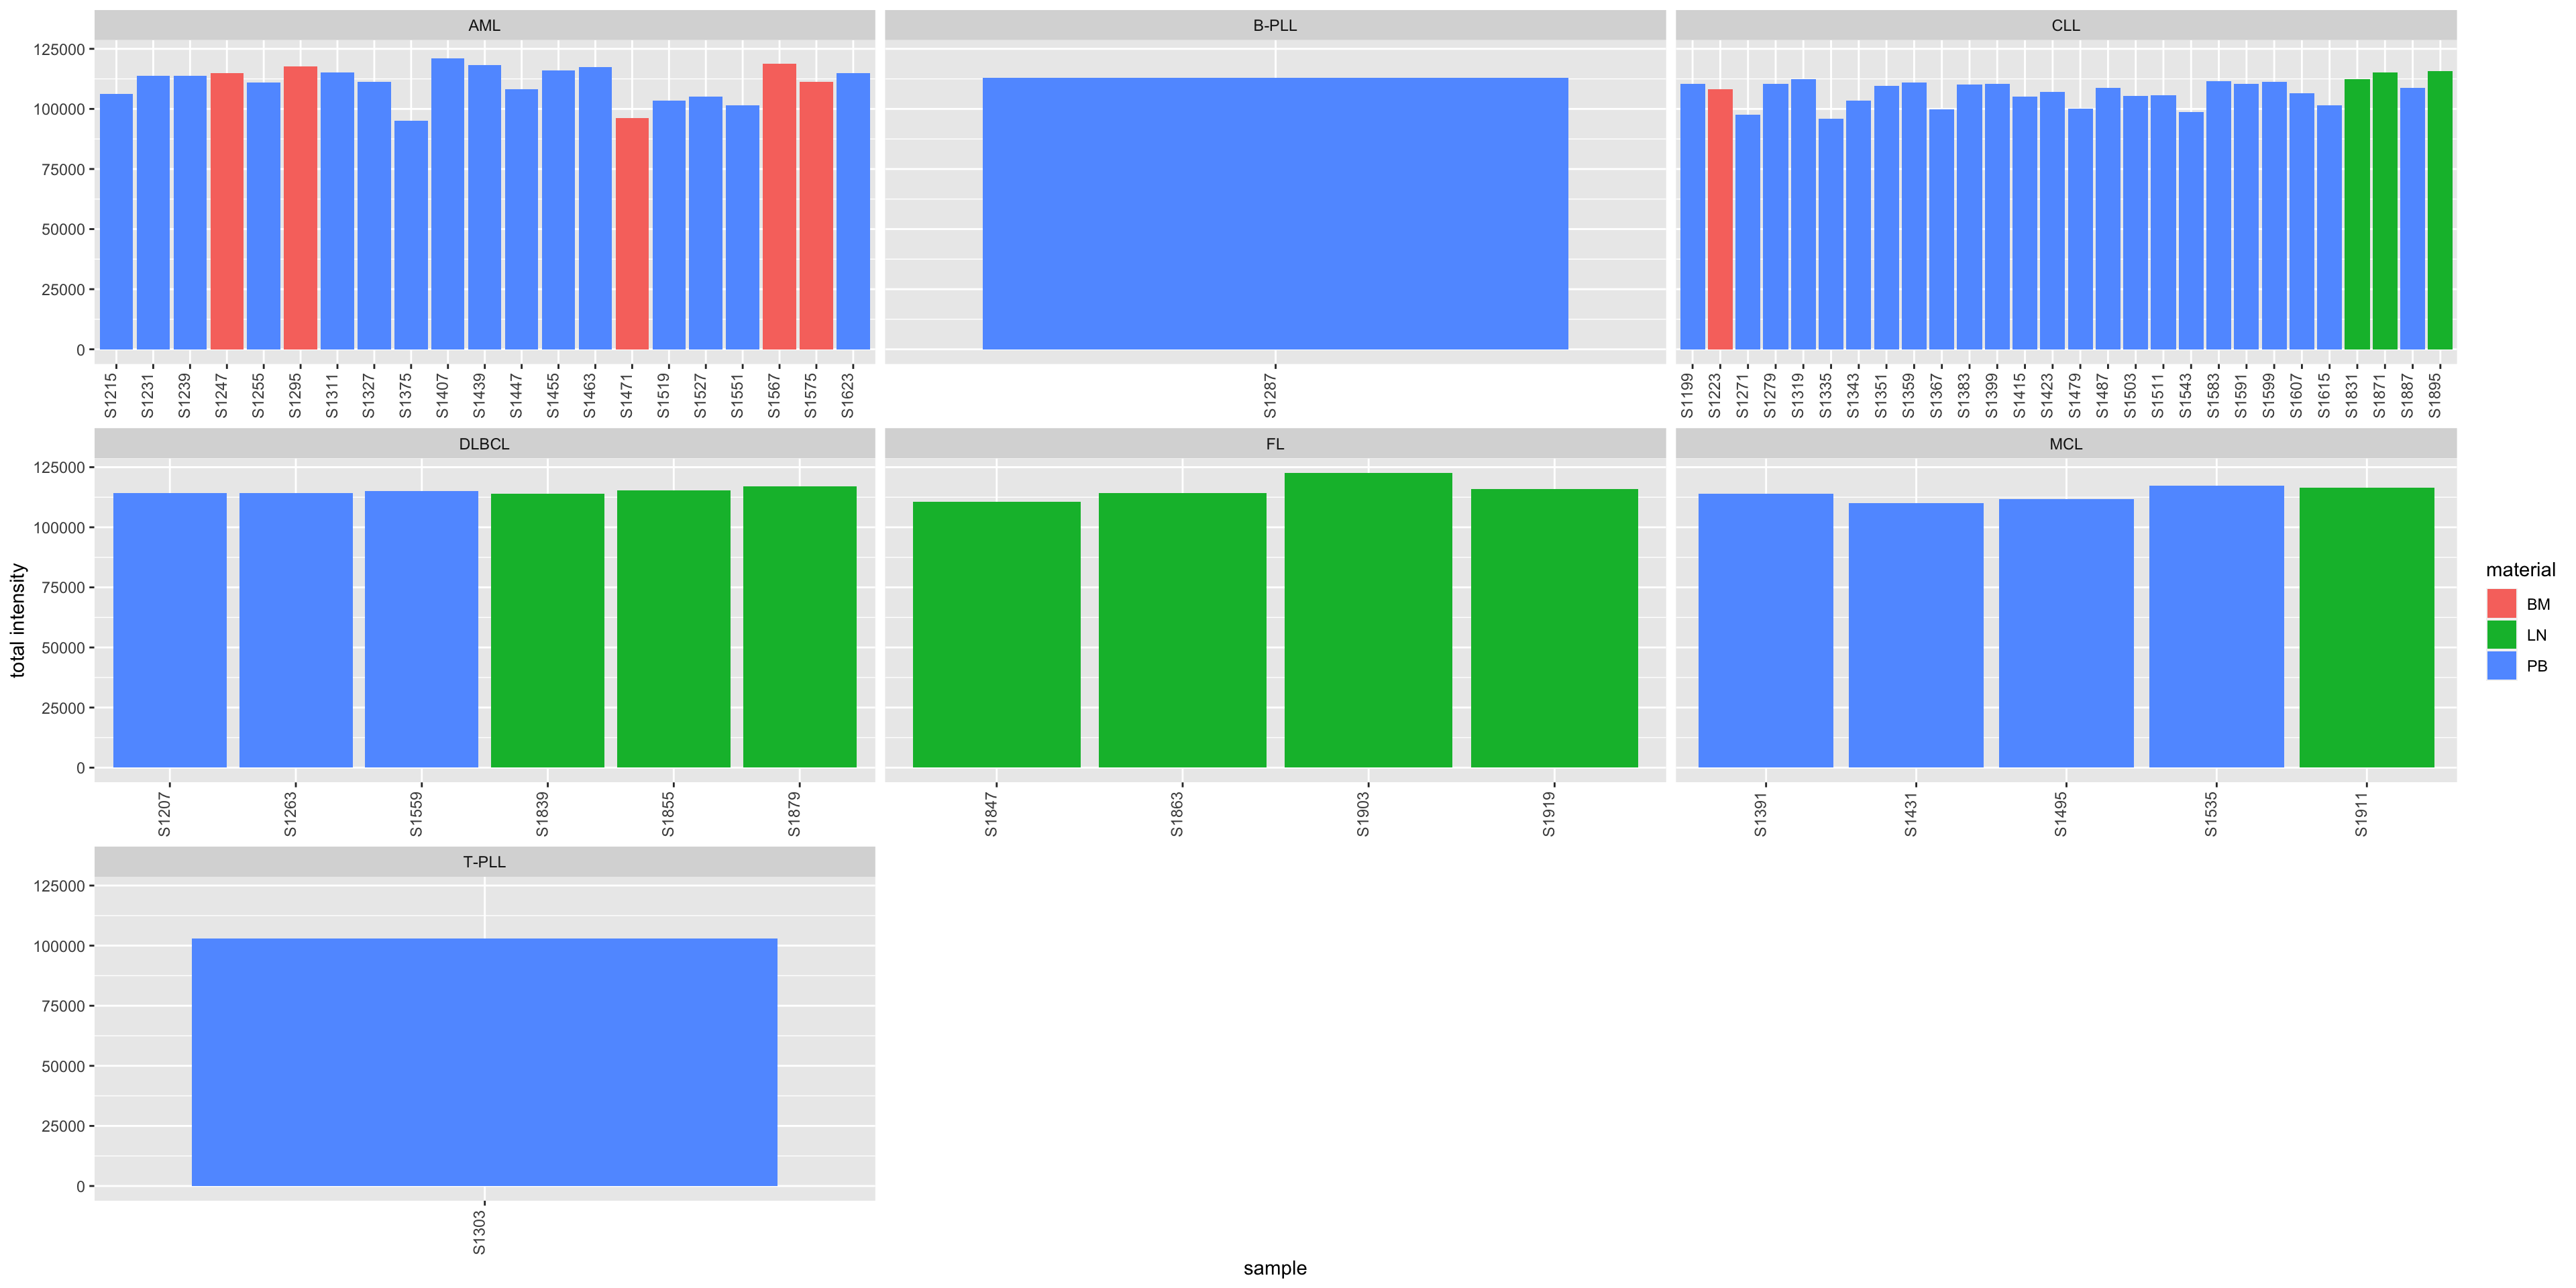 AML
B-PLL
CLL
125000
100000
75000
50000
25000
0
S1215
S1231
S1239
S1247
S1255
S1295
S1311
S1327
S1375
S1407
S1439
S1447
S1455
S1463
S1471
S1519
S1527
S1551
S1567
S1575
S1623
S1287
S1199
S1223
S1271
S1279
S1319
S1335
S1343
S1351
S1359
S1367
S1383
S1399
S1415
S1423
S1479
S1487
S1503
S1511
S1543
S1583
S1591
S1599
S1607
S1615
S1831
S1871
S1887
S1895
DLBCL
FL
MCL
125000
100000
75000
50000
25000
0
S1207
S1263
S1559
S1839
S1855
S1879
S1847
S1863
S1903
S1919
S1391
S1431
S1495
S1535
S1911
T-PLL
125000
100000
75000
50000
25000
0
S1303
total intensity
sample
material
BM
LN
PB